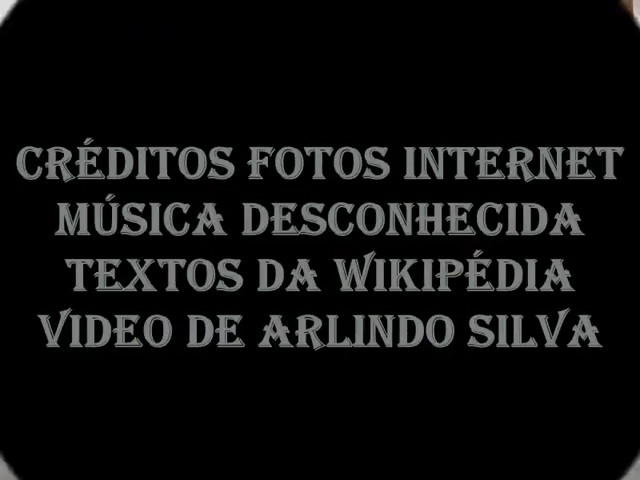 CRÉDITOS FOTOS INTERNET
MÚSICA DESCONHECIDA
TEXTOS DA WIKIPÉDIA
VIDEO DE ARLINDO SILVA